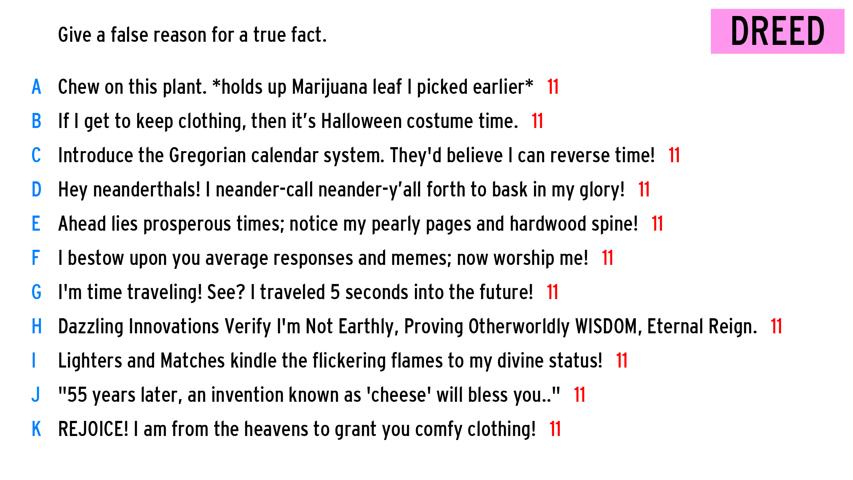 Give a false reason for a true fact.
DREED
A Chew on this plant. *holds up Marijuana leaf I picked earlier* 11
B If I get to keep clothing, then it's Halloween costume time. 11
C Introduce the Gregorian calendar system. They'd believe I can reverse time! 11
D Hey neanderthals! I neander-call neander-y'all forth to bask in my glory! 11
E Ahead lies prosperous times; notice my pearly pages and hardwood spine! 11
F I bestow upon you average responses and memes; now worship me! 11
G I'm time traveling! See? I traveled 5 seconds into the future! 11
H Dazzling Innovations Verify I'm Not Earthly, Proving Otherworldly WISDOM, Eternal Reign. 11
I Lighters and Matches kindle the flickering flames to my divine status! 11
J "55 years later, an invention known as 'cheese' will bless you.." 11
K REJOICE! I am from the heavens to grant you comfy clothing! 11